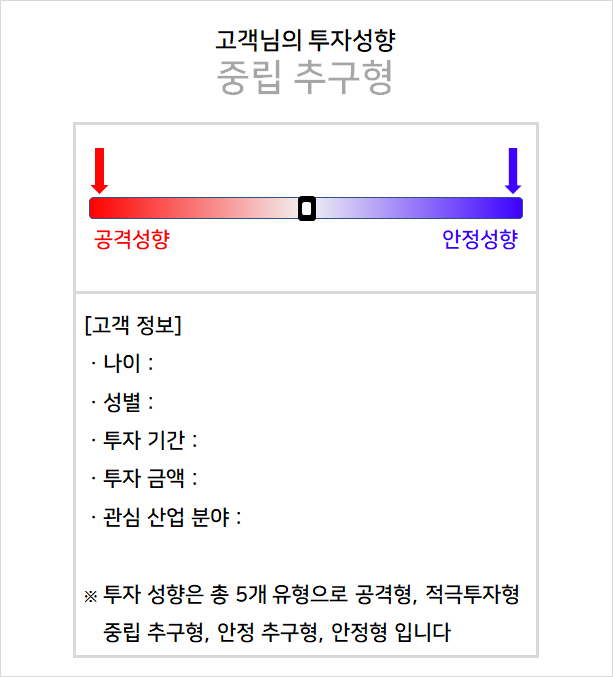 고객님의 투자성향
중립 추구형
공격성향
안정성향
[고객 정보]
· 나이 :
· 성별 :
· 투자 기간 :
· 투자 금액 :
· 관심 산업 분야 :
※ 투자 성향은 총 5개 유형으로 공격형, 적극투자형
중립 추구형, 안정 추구형, 안정형 입니다